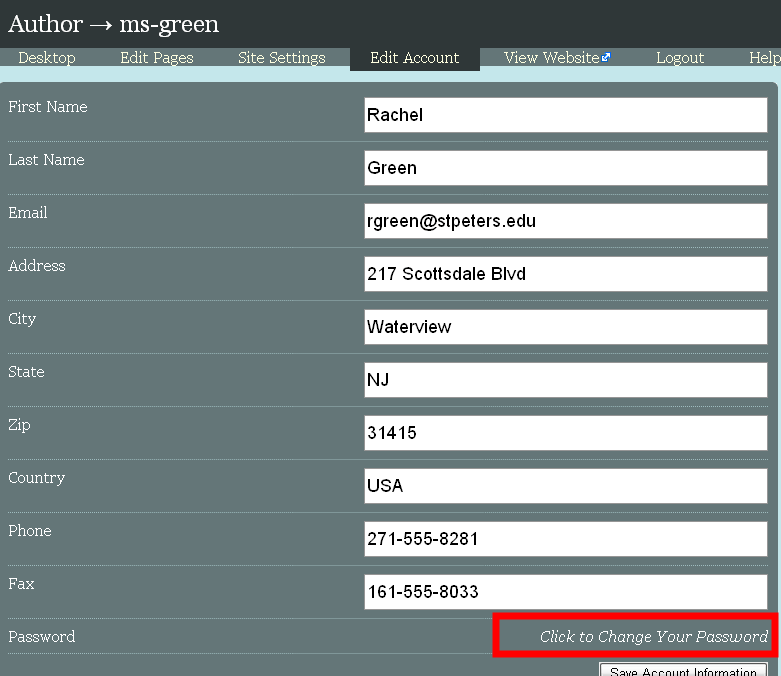 Author → ms-green
Desktop Edit Pages Site Settings Edit Account View Website Logout Help
First Name Rachel
Last Name Green
Email rgreen@stpeters.edu
Address 217 Scottsdale Blvd
City Waterview
State NJ
Zip 31415
Country USA
Phone 271-555-8281
Fax 161-555-8033
Password Click to Change Your Password
Save Account Information